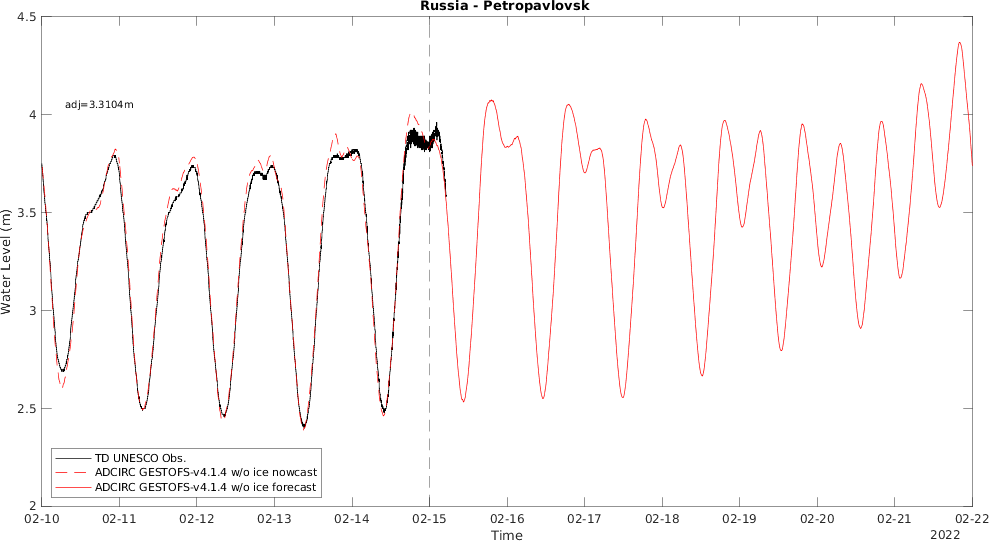 Russia - Petropavlovsk
4.5
4
3.5
3
2.5
2
Water Level (m)
adj=3.3104m
TD UNESCO Obs.
ADCIRC GESTOFS-v4.1.4 w/o ice nowcast
ADCIRC GESTOFS-v4.1.4 w/o ice forecast
02-10 02-11 02-12 02-13 02-14 02-15 02-16 02-17 02-18 02-19 02-20 02-21 02-22
Time
2022